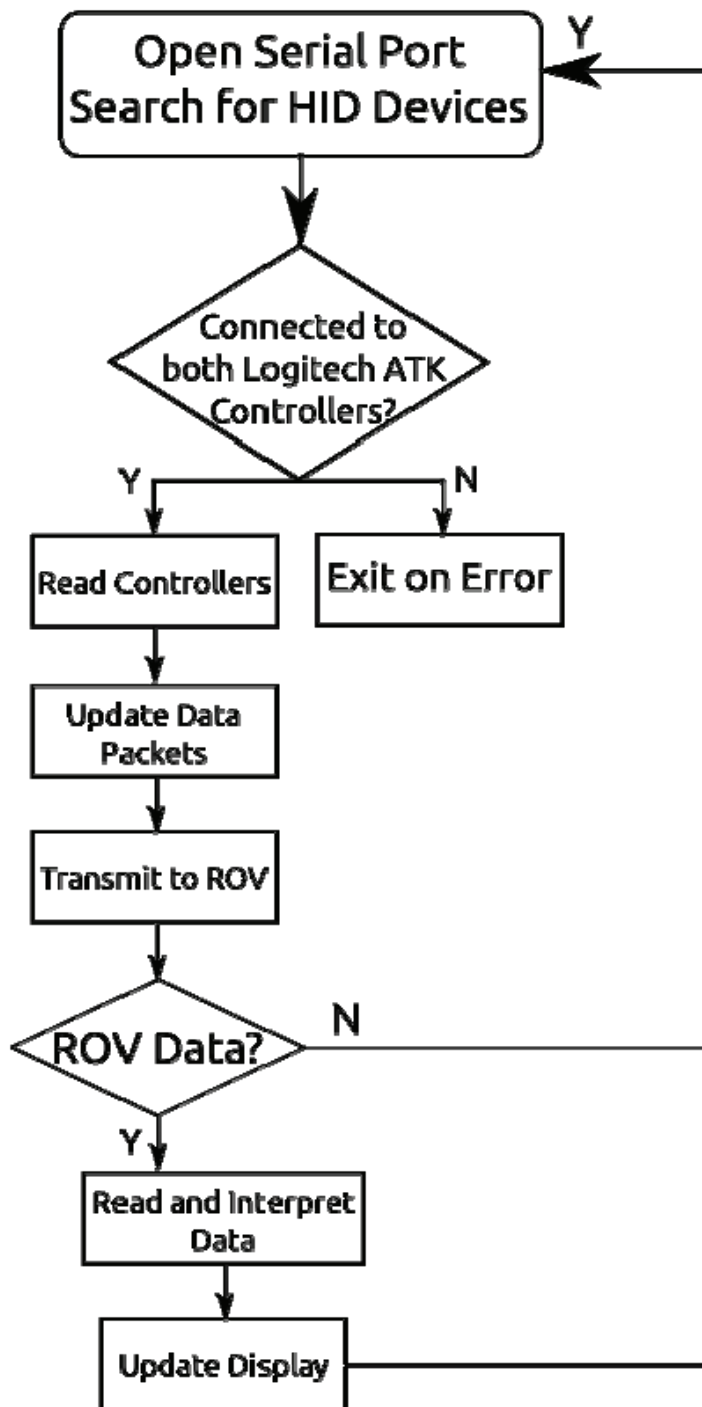 Y
Open Serial Port
Search for HID Devices
Connected to
both Logitech ATK
Controllers?
Y
N
Read Controllers
Exit on Error
Update Data
Packets
Transmit to ROV
ROV Data?
N
Y
Read and Interpret
Data
Update Display